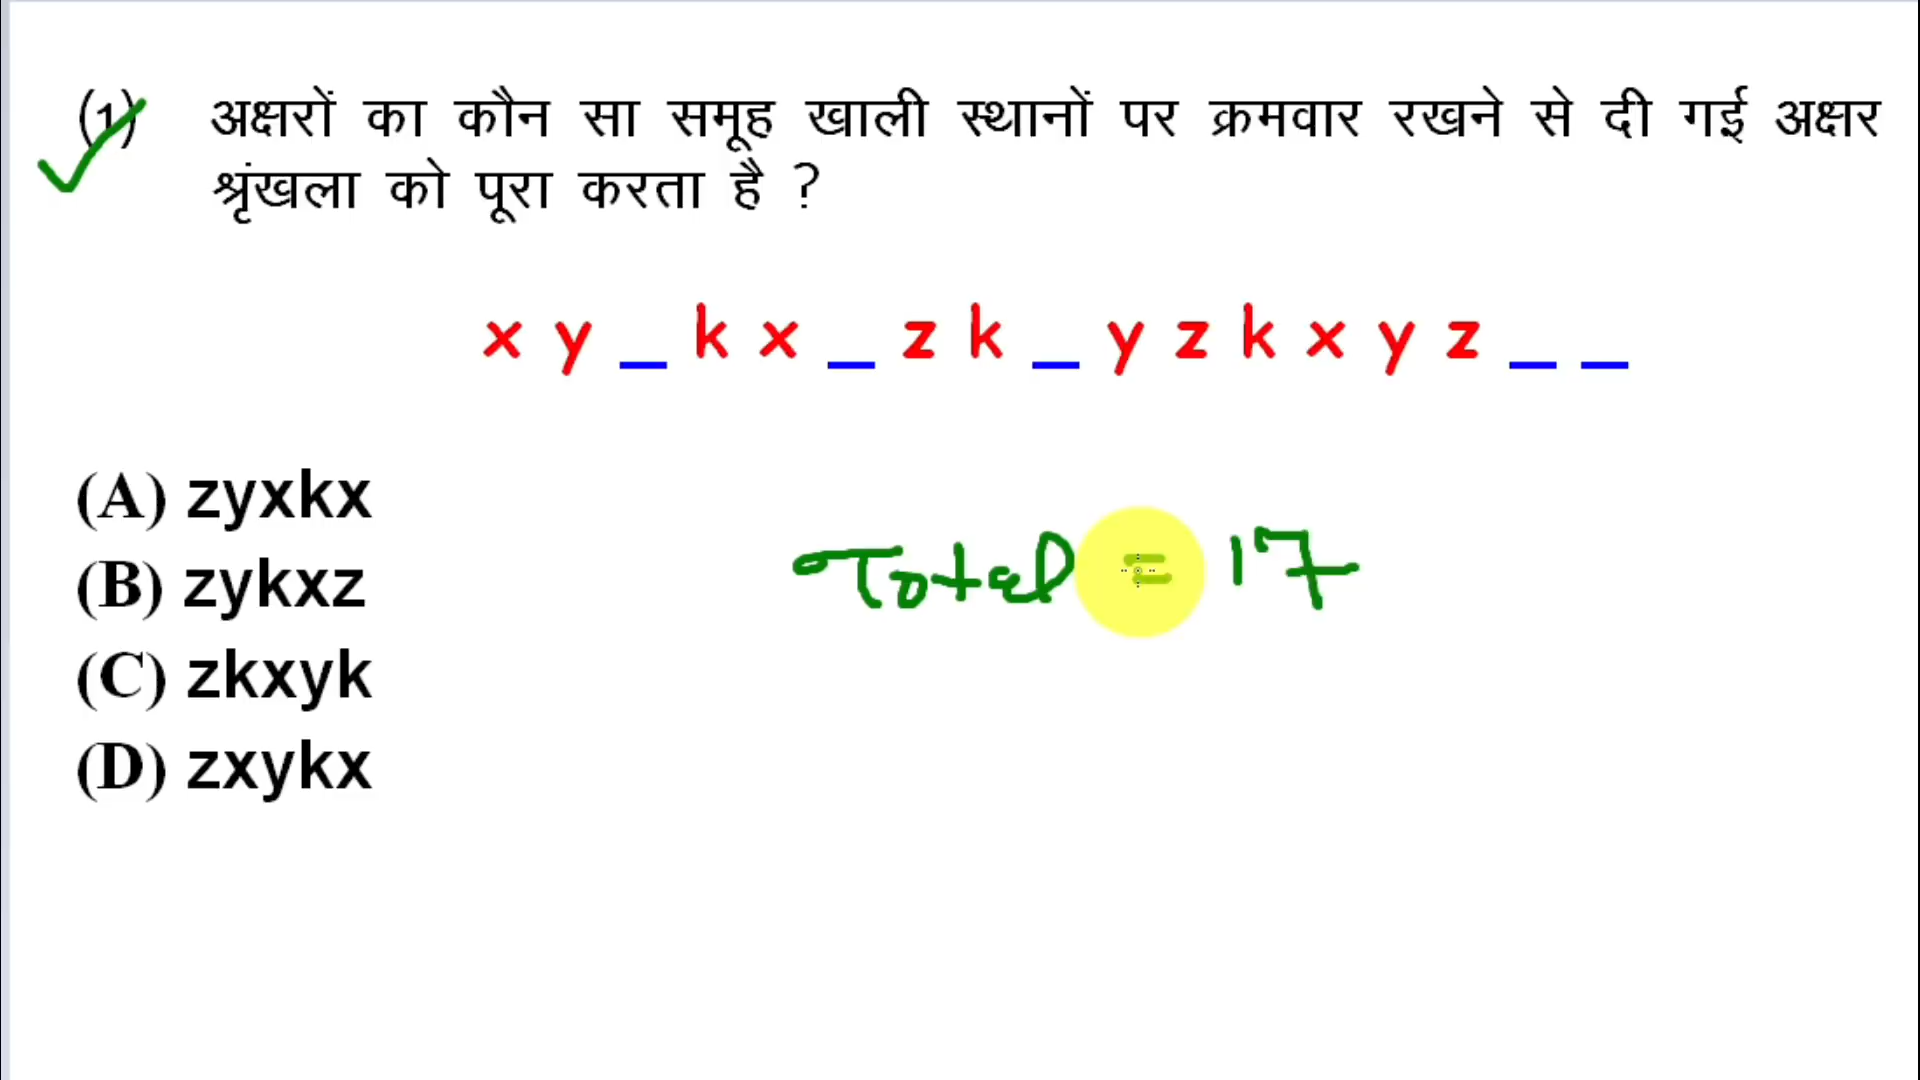 (1) अक्षरों का कौन सा समूह खाली स्थानों पर क्रमवार रखने से दी गई अक्षर
श्रृंखला को पूरा करता है ?
x y _ k x _ z k _ y z k x y z _ _
(A) zyxkx
(B) zykxz
(C) zkxyk
(D) zxykx
Total = 17